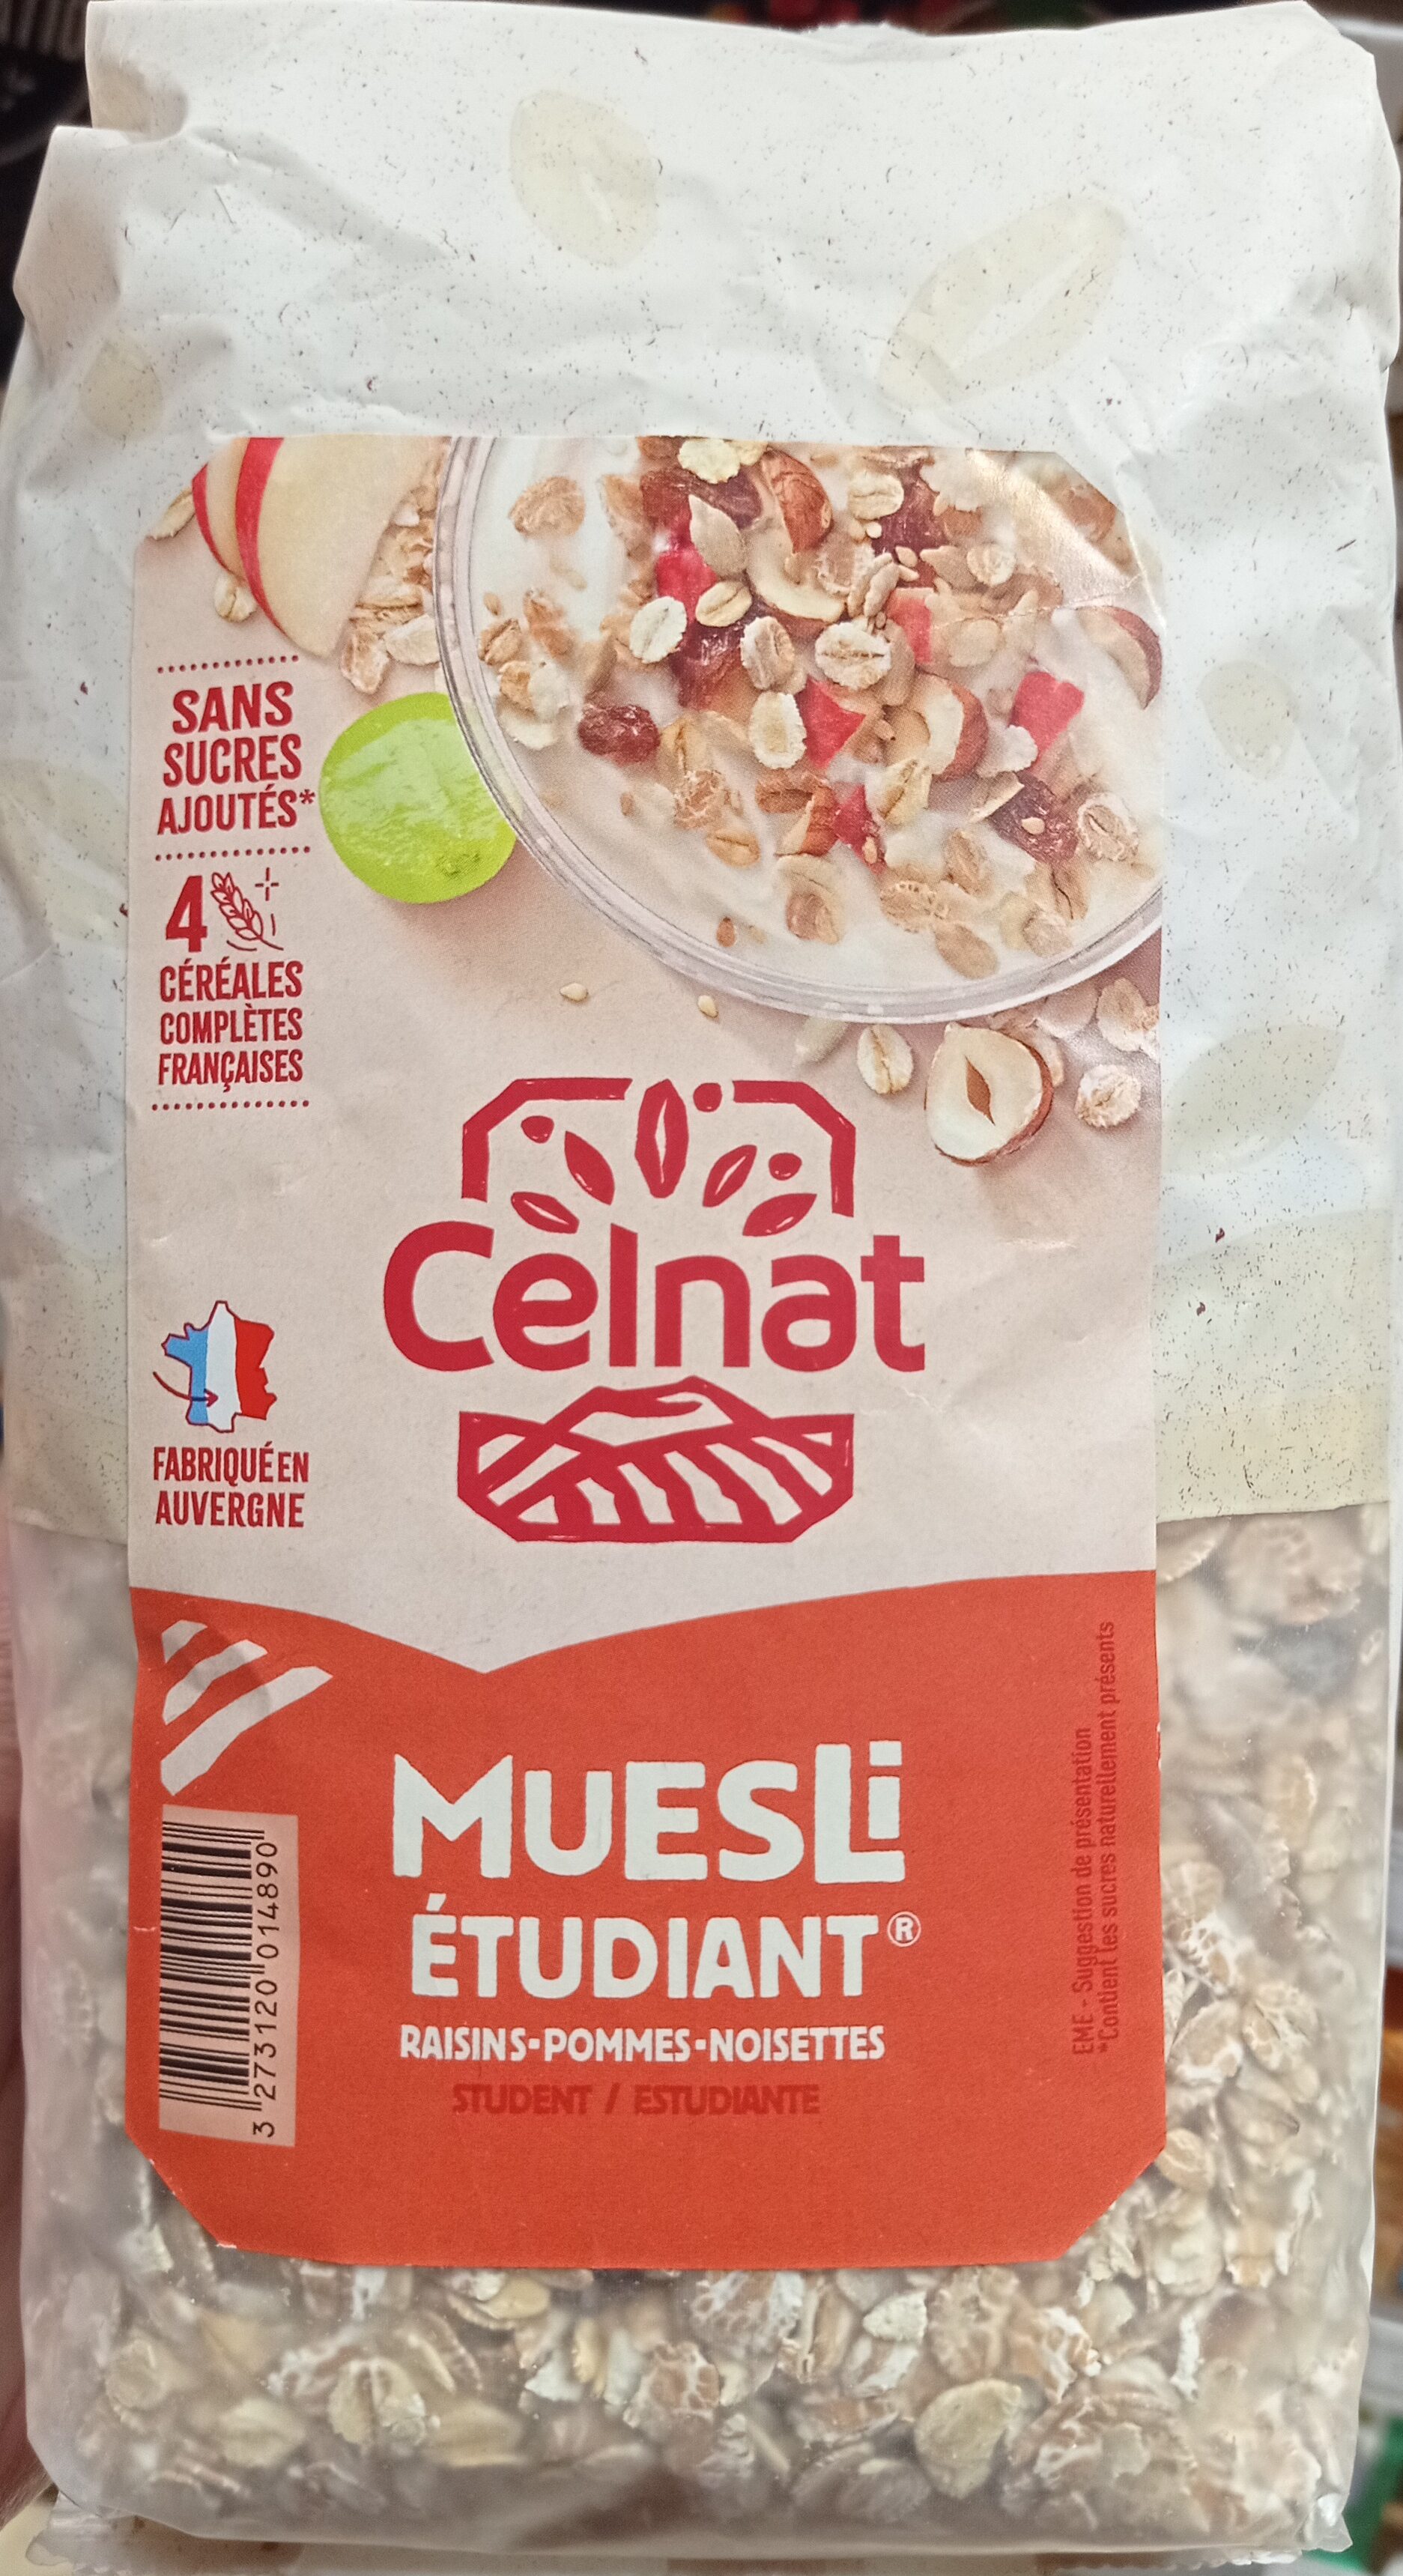 SANS
SUCRES
AJOUTÉS*
4
CÉRÉALES
COMPLÈTES
FRANÇAISES
Celnat
FABRIQUÉ EN
AUVERGNE
MUESLi
ÉTUDIANT®
RAISINS-POMMES-NOISETTES
STUDENT / ESTUDIANTE
3 273120 014890
EME - Suggestion de présentation
*Contient les sucres naturellement présents